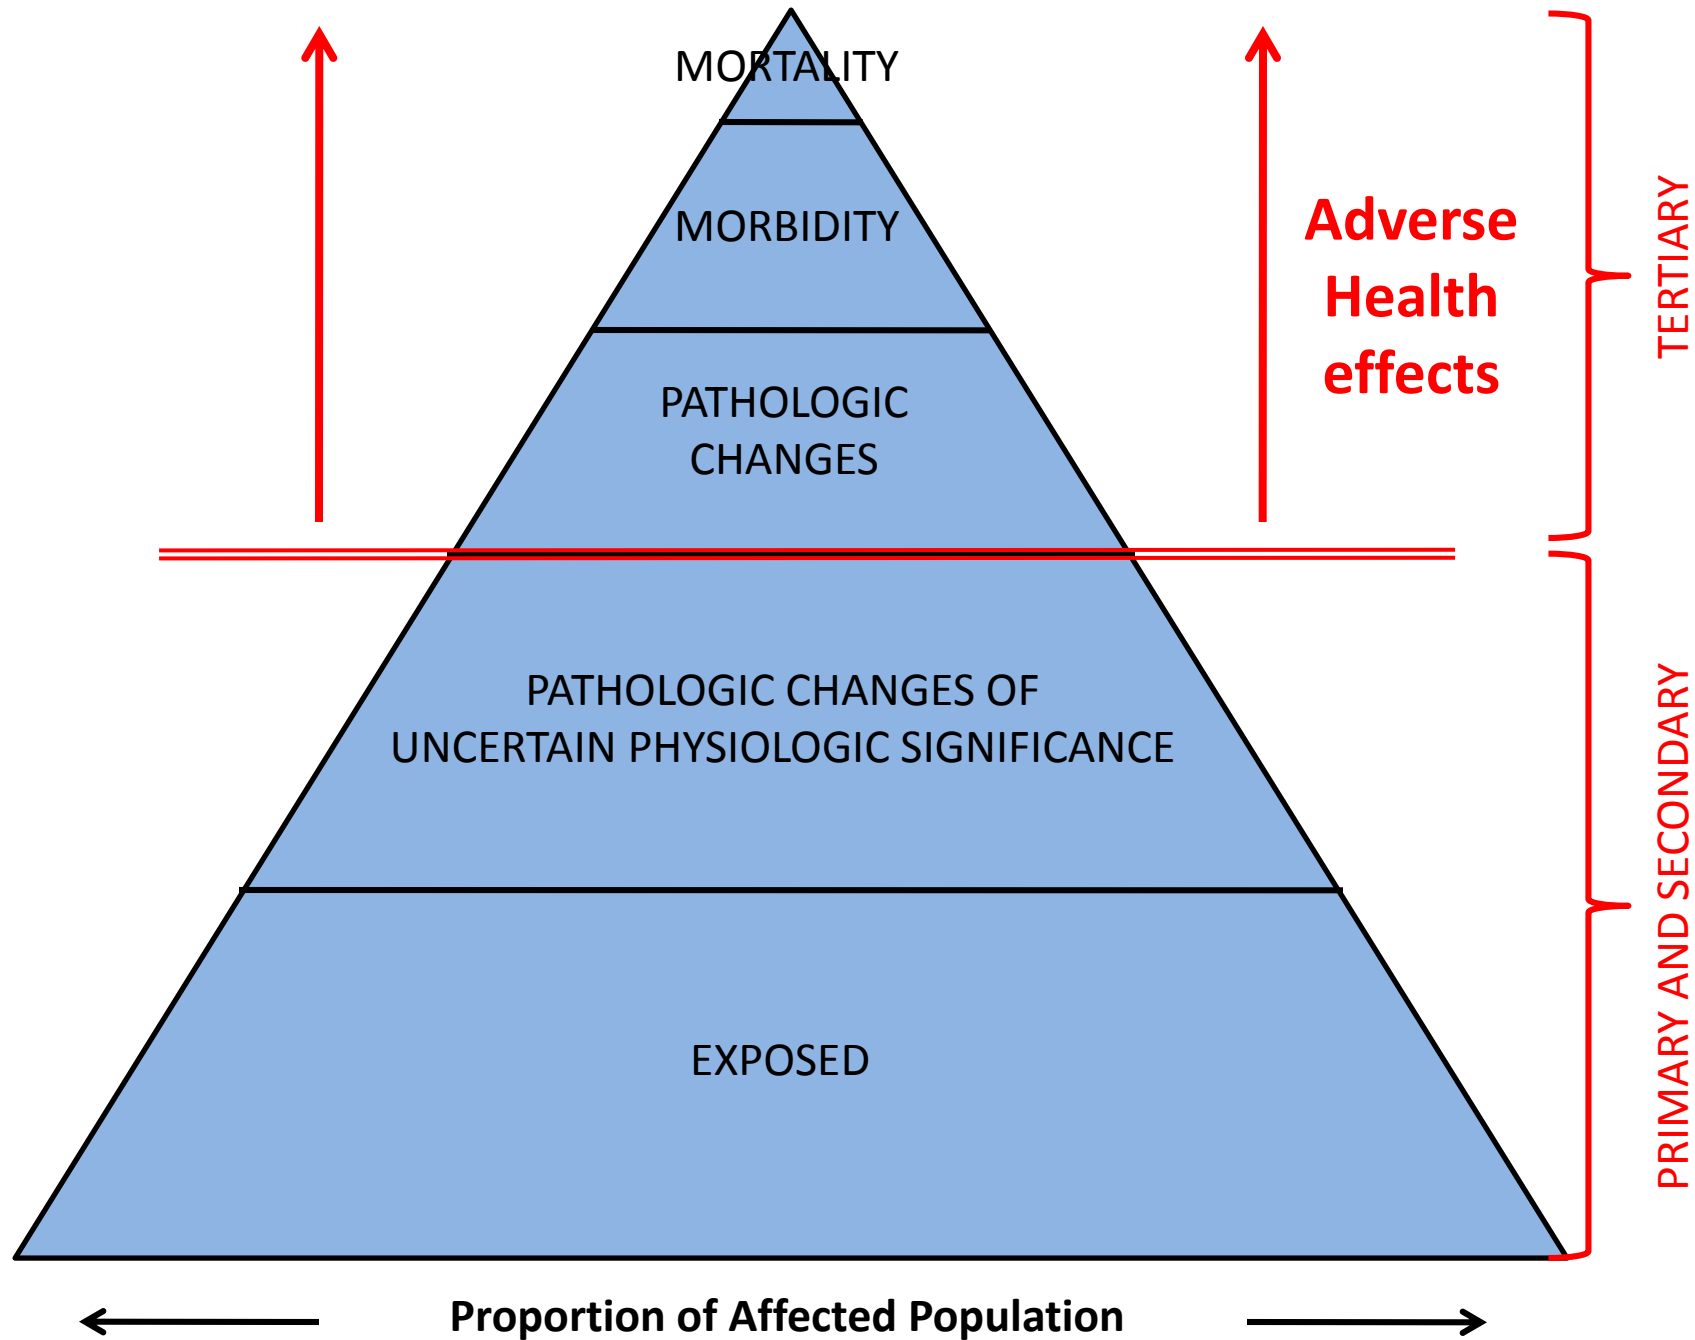 MORTALITY
MORBIDITY
Adverse
Health
effects
TERTIARY
PATHOLOGIC
CHANGES
PATHOLOGIC CHANGES OF
UNCERTAIN PHYSIOLOGIC SIGNIFICANCE
PRIMARY AND SECONDARY
EXPOSED
Proportion of Affected Population